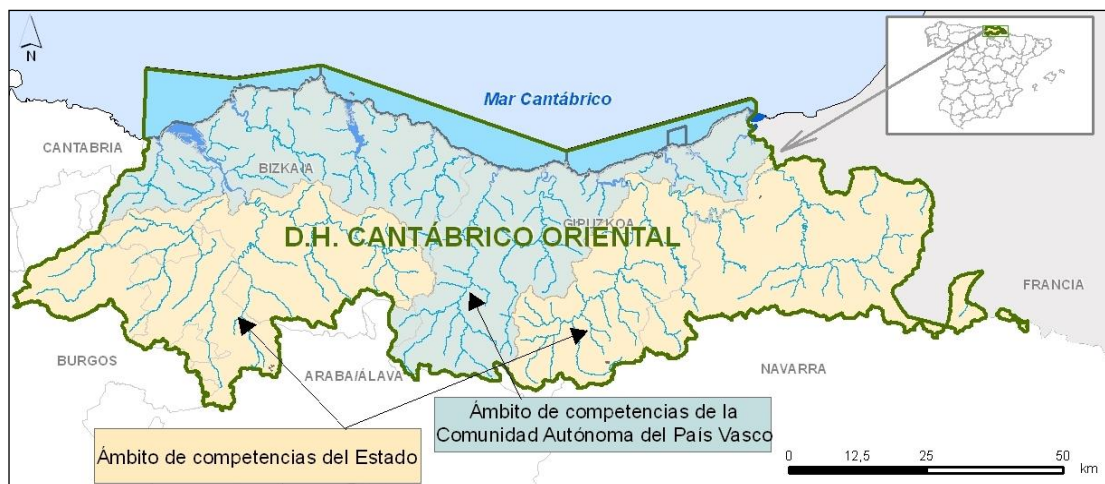 N
Mar Cantábrico
CANTABRIA
BIZKAIA
GIPUZKOA
D.H. CANTÁBRICO ORIENTAL
FRANCIA
BURGOS
ARABA/ÁLAVA
NAVARRA
Ámbito de competencias de la
Comunidad Autónoma del País Vasco
Ámbito de competencias del Estado
0 12,5 25 50
km